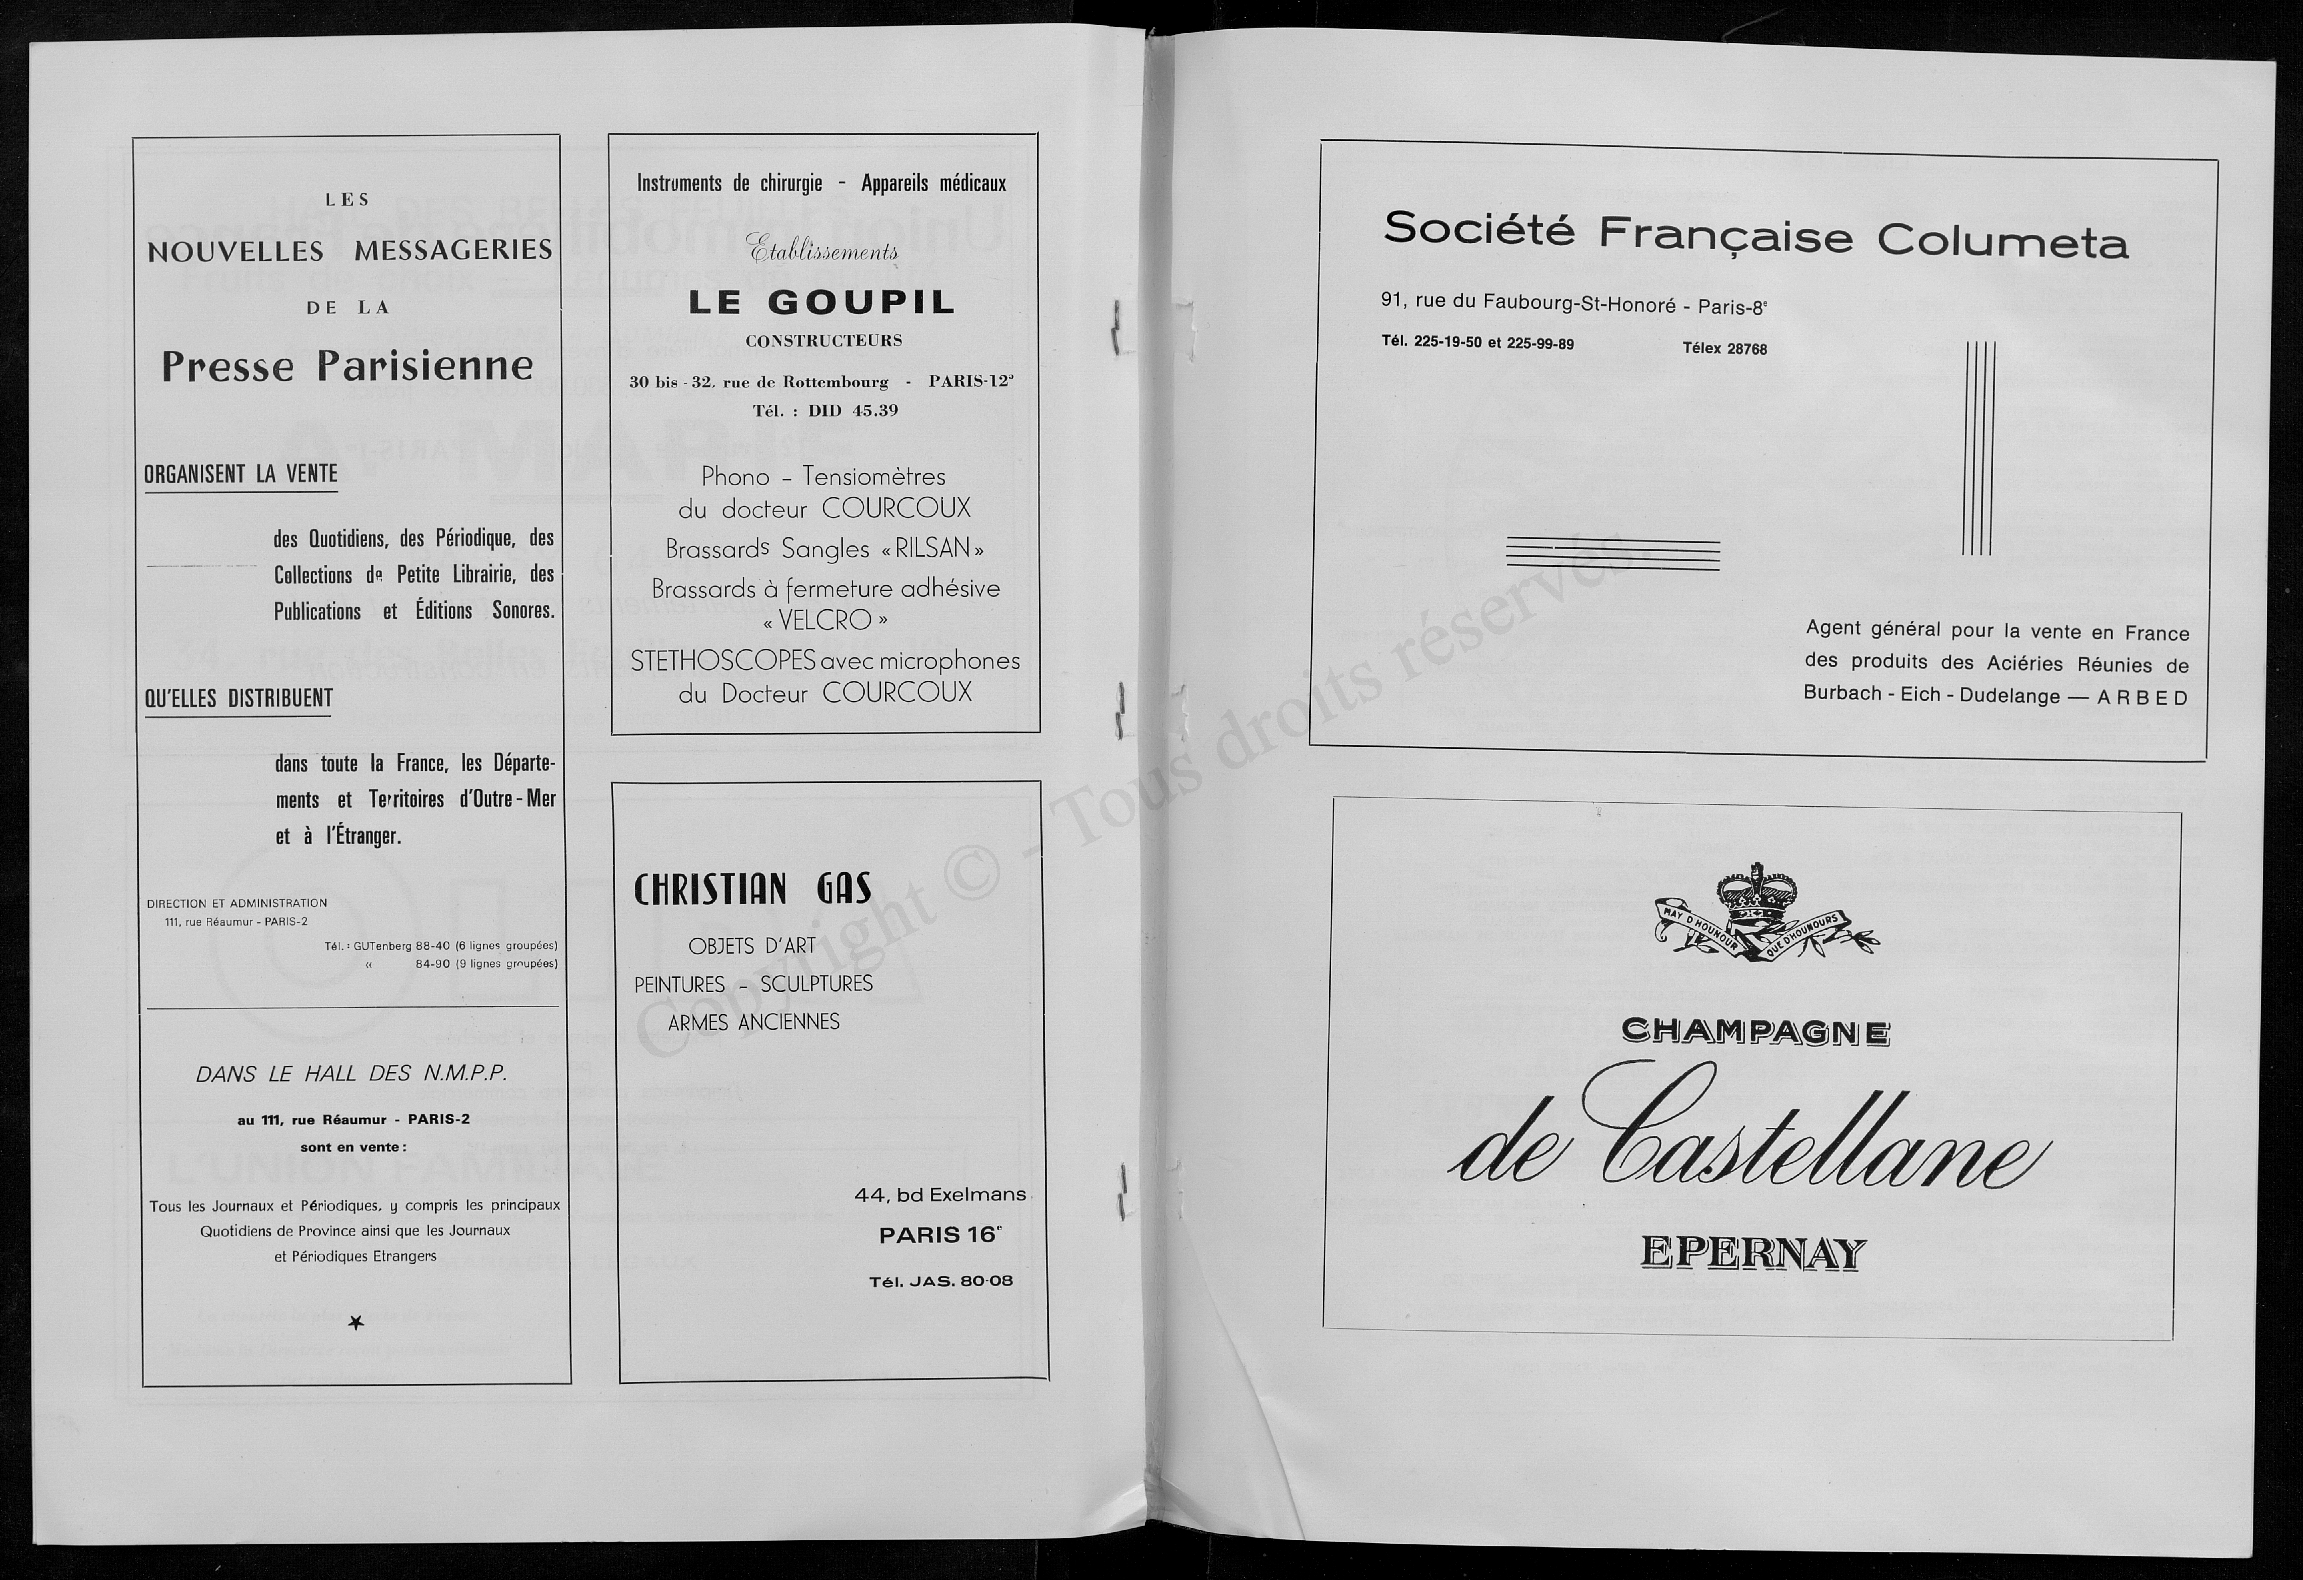 LES
NOUVELLES MESSAGERIES
DE LA
Presse Parisienne
ORGANISENT LA VENTE
des Quotidiens, des Périodique, des
Collections de Petite Librairie, des
Publications et Éditions Sonores.
QU'ELLES DISTRIBUENT
dans toute la France, les Départe-
ments et Territoires d'Outre-Mer
et à l'Étranger.
DIRECTION ET ADMINISTRATION
111, rue Réaumur - PARIS-2
Tél. : GUTenberg 88-40 (6 lignes groupées)
« 84-90 (9 lignes groupées)
DANS LE HALL DES N.M.P.P.
au 111, rue Réaumur - PARIS-2
sont en vente :
Tous les Journaux et Périodiques, y compris les principaux
Quotidiens de Province ainsi que les Journaux
et Périodiques Etrangers
Instruments de chirurgie - Appareils médicaux
Etablissements
LE GOUPIL
CONSTRUCTEURS
30 bis - 32, rue de Rottembourg - PARIS-12e
Tél. : DID 45.39
Phono - Tensiomètres
du docteur COURCOUX
Brassards Sangles « RILSAN »
Brassards à fermeture adhésive
« VELCRO »
STETHOSCOPES avec microphones
du Docteur COURCOUX
CHRISTIAN GAS
OBJETS D'ART
PEINTURES - SCULPTURES
ARMES ANCIENNES
44, bd Exelmans
PARIS 16e
Tél. JAS. 80-08
Société Française Columeta
91, rue du Faubourg-St-Honoré - Paris-8e
Tél. 225-19-50 et 225-99-89 Télex 28768
Agent général pour la vente en France
des produits des Aciéries Réunies de
Burbach - Eich - Dudelange — ARBED
MAY D'HOUNOUR QUE D'HOUNOURS
CHAMPAGNE
de Castellane
EPERNAY
Copyright © - Tous droits réservés.